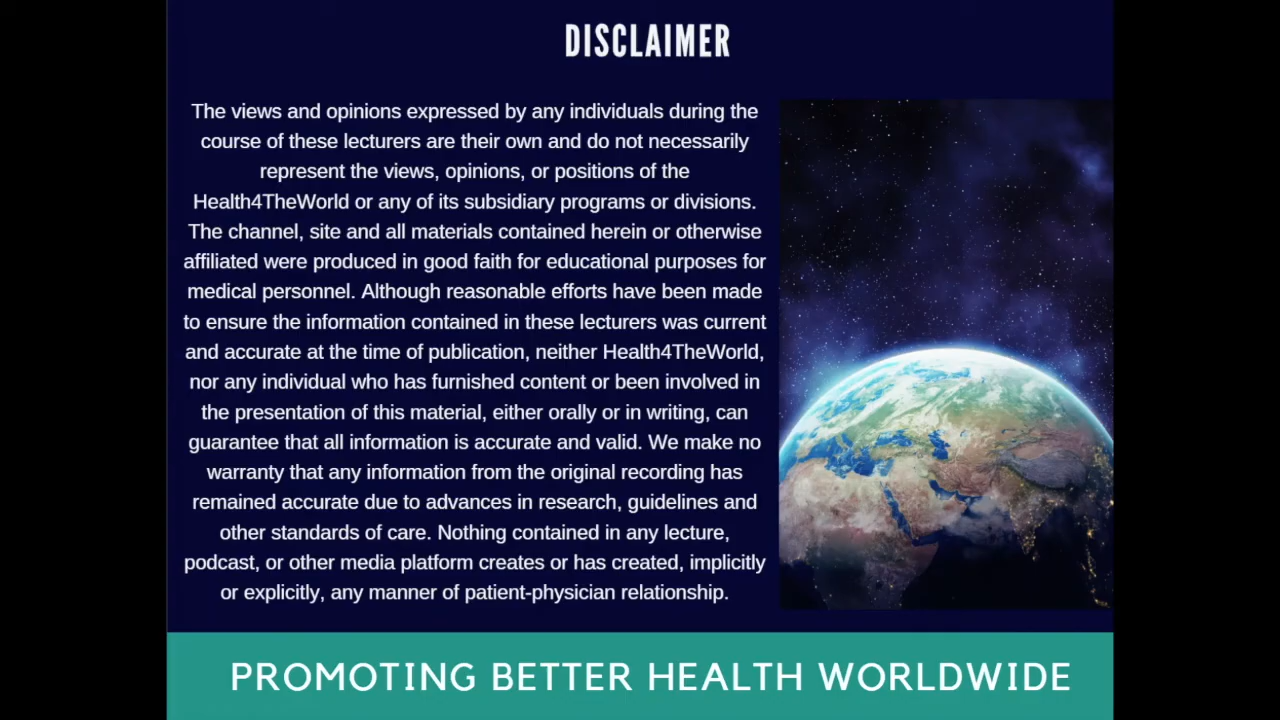 DISCLAIMER
The views and opinions expressed by any individuals during the
course of these lecturers are their own and do not necessarily
represent the views, opinions, or positions of the
Health4TheWorld or any of its subsidiary programs or divisions.
The channel, site and all materials contained herein or otherwise
affiliated were produced in good faith for educational purposes for
medical personnel. Although reasonable efforts have been made
to ensure the information contained in these lecturers was current
and accurate at the time of publication, neither Health4TheWorld,
nor any individual who has furnished content or been involved in
the presentation of this material, either orally or in writing, can
guarantee that all information is accurate and valid. We make no
warranty that any information from the original recording has
remained accurate due to advances in research, guidelines and
other standards of care. Nothing contained in any lecture,
podcast, or other media platform creates or has created, implicitly
or explicitly, any manner of patient-physician relationship.
PROMOTING BETTER HEALTH WORLDWIDE